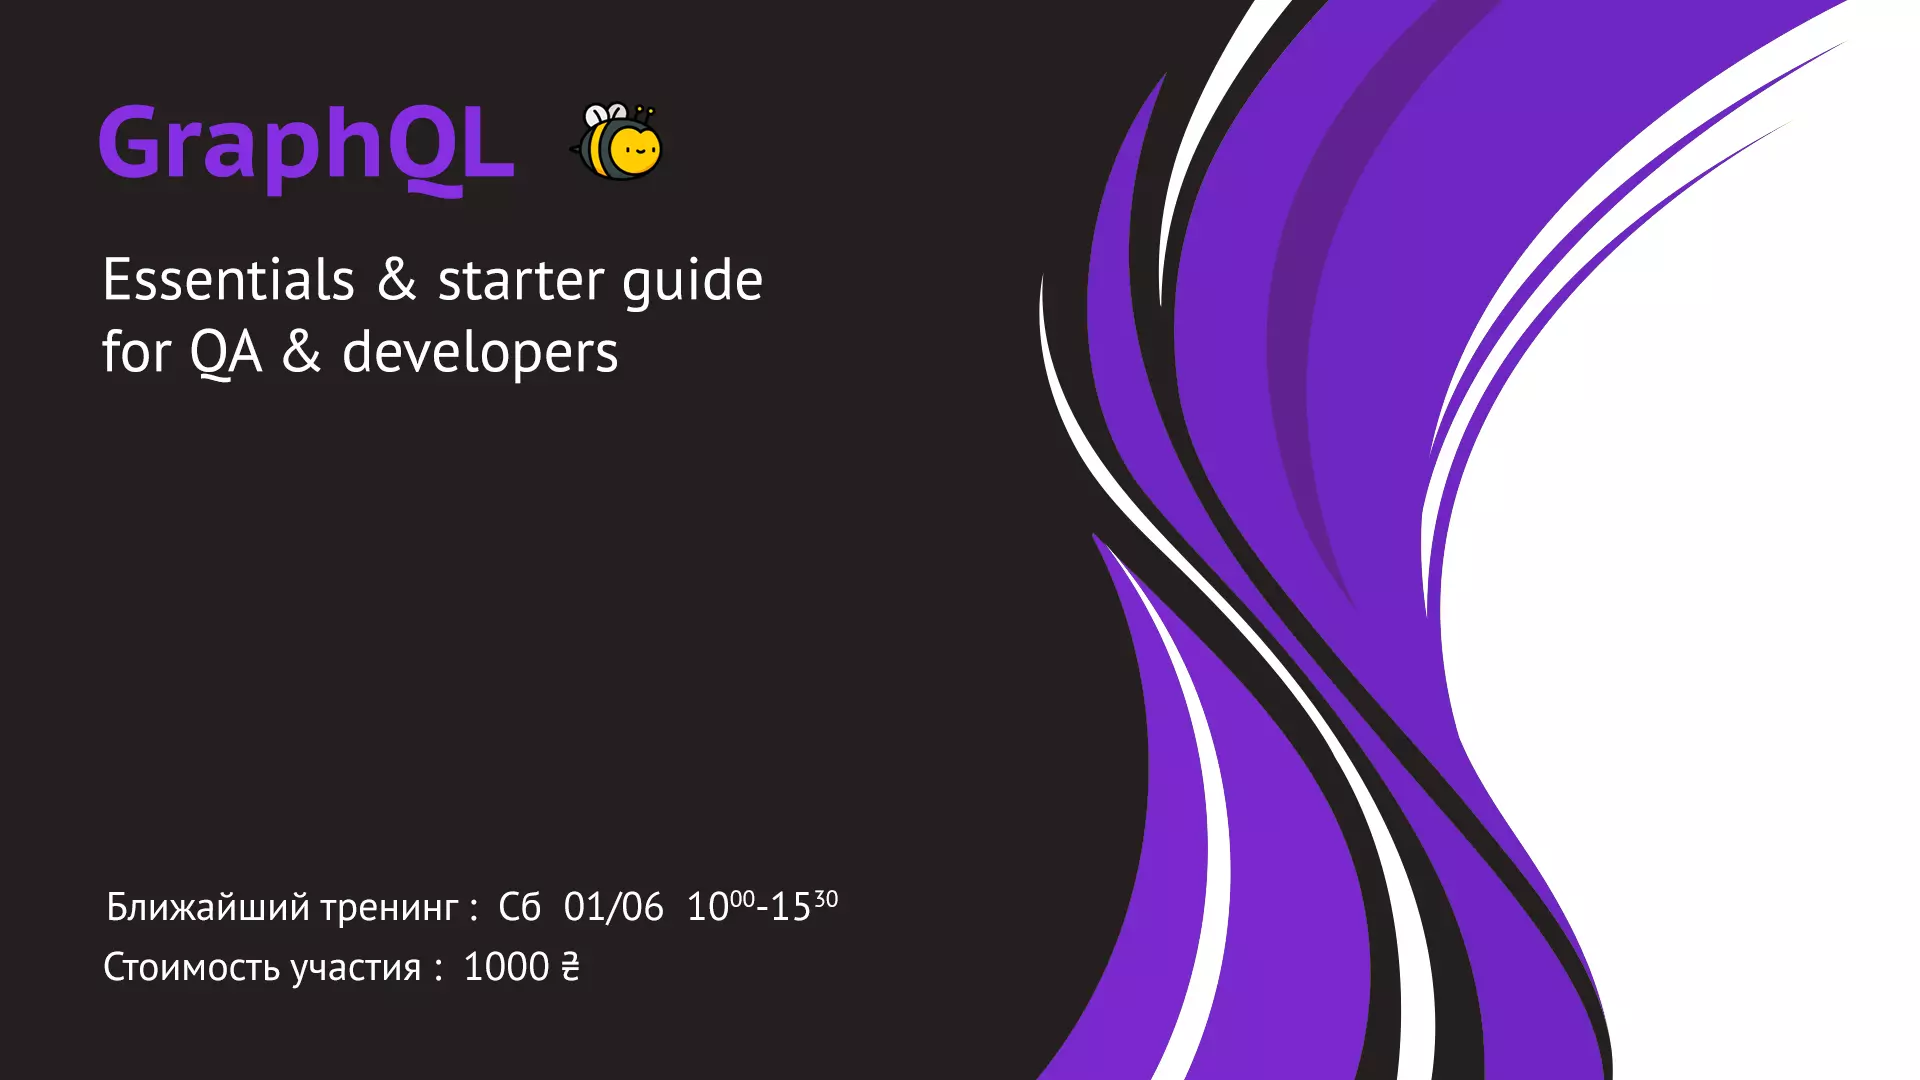 GraphQL
Essentials & starter guide
for QA & developers
Ближайший тренинг : Сб 01/06 10⁰⁰-15³⁰
Стоимость участия : 1000 ₴